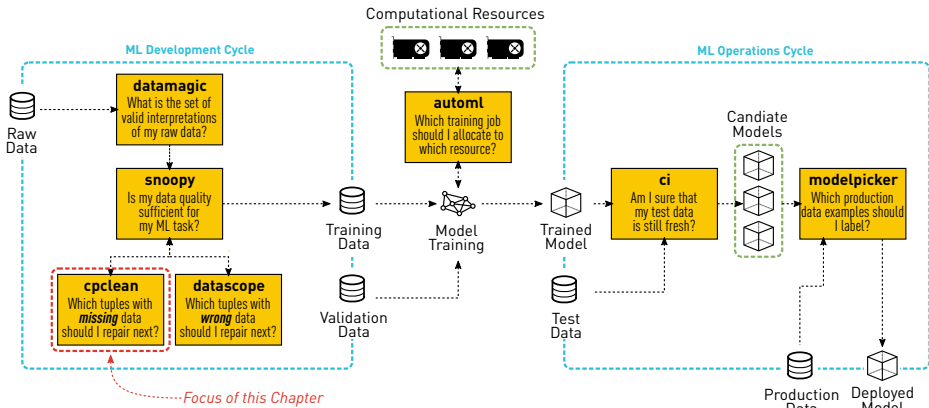 Computational Resources
ML Development Cycle
ML Operations Cycle
datamagic
What is the set of
valid interpretations
of my raw data?
Raw
Data
automl
Which training job
should I allocate to
which resource?
Candiate
Models
snoopy
Is my data quality
sufficient for
my ML task?
Training
Data
Model
Training
Trained
Model
ci
Am I sure that
my test data
is still fresh?
modelpicker
Which production
data examples should
I label?
cpclean
Which tuples with
missing data
should I repair next?
datascope
Which tuples with
wrong data
should I repair next?
Validation
Data
Test
Data
Focus of this Chapter
Production
Data
Deployed
Model